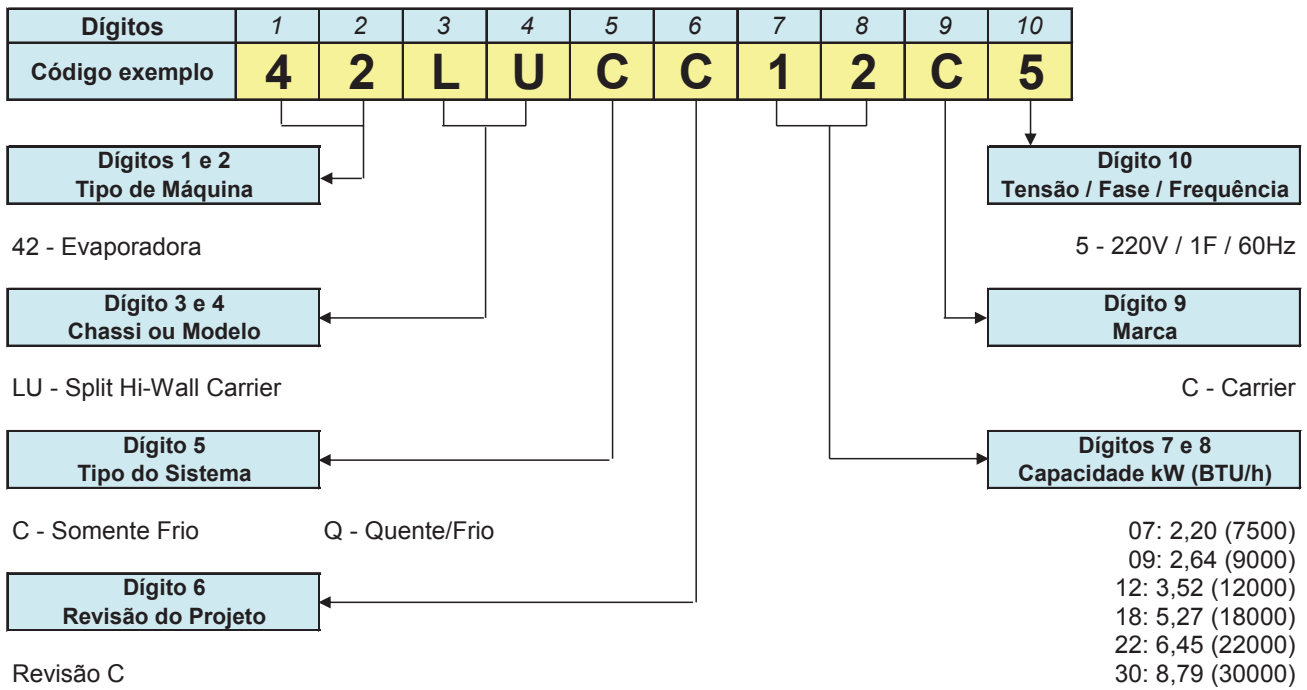 Dígitos 1 2 3 4 5 6 7 8 9 10
Código exemplo 4 2 L U C C 1 2 C 5
Dígitos 1 e 2
Tipo de Máquina
42 - Evaporadora
Dígito 3 e 4
Chassi ou Modelo
LU - Split Hi-Wall Carrier
Dígito 5
Tipo do Sistema
C - Somente Frio Q - Quente/Frio
Dígito 6
Revisão do Projeto
Revisão C
Dígito 10
Tensão / Fase / Frequência
5 - 220V / 1F / 60Hz
Dígito 9
Marca
C - Carrier
Dígitos 7 e 8
Capacidade kW (BTU/h)
07: 2,20 (7500)
09: 2,64 (9000)
12: 3,52 (12000)
18: 5,27 (18000)
22: 6,45 (22000)
30: 8,79 (30000)